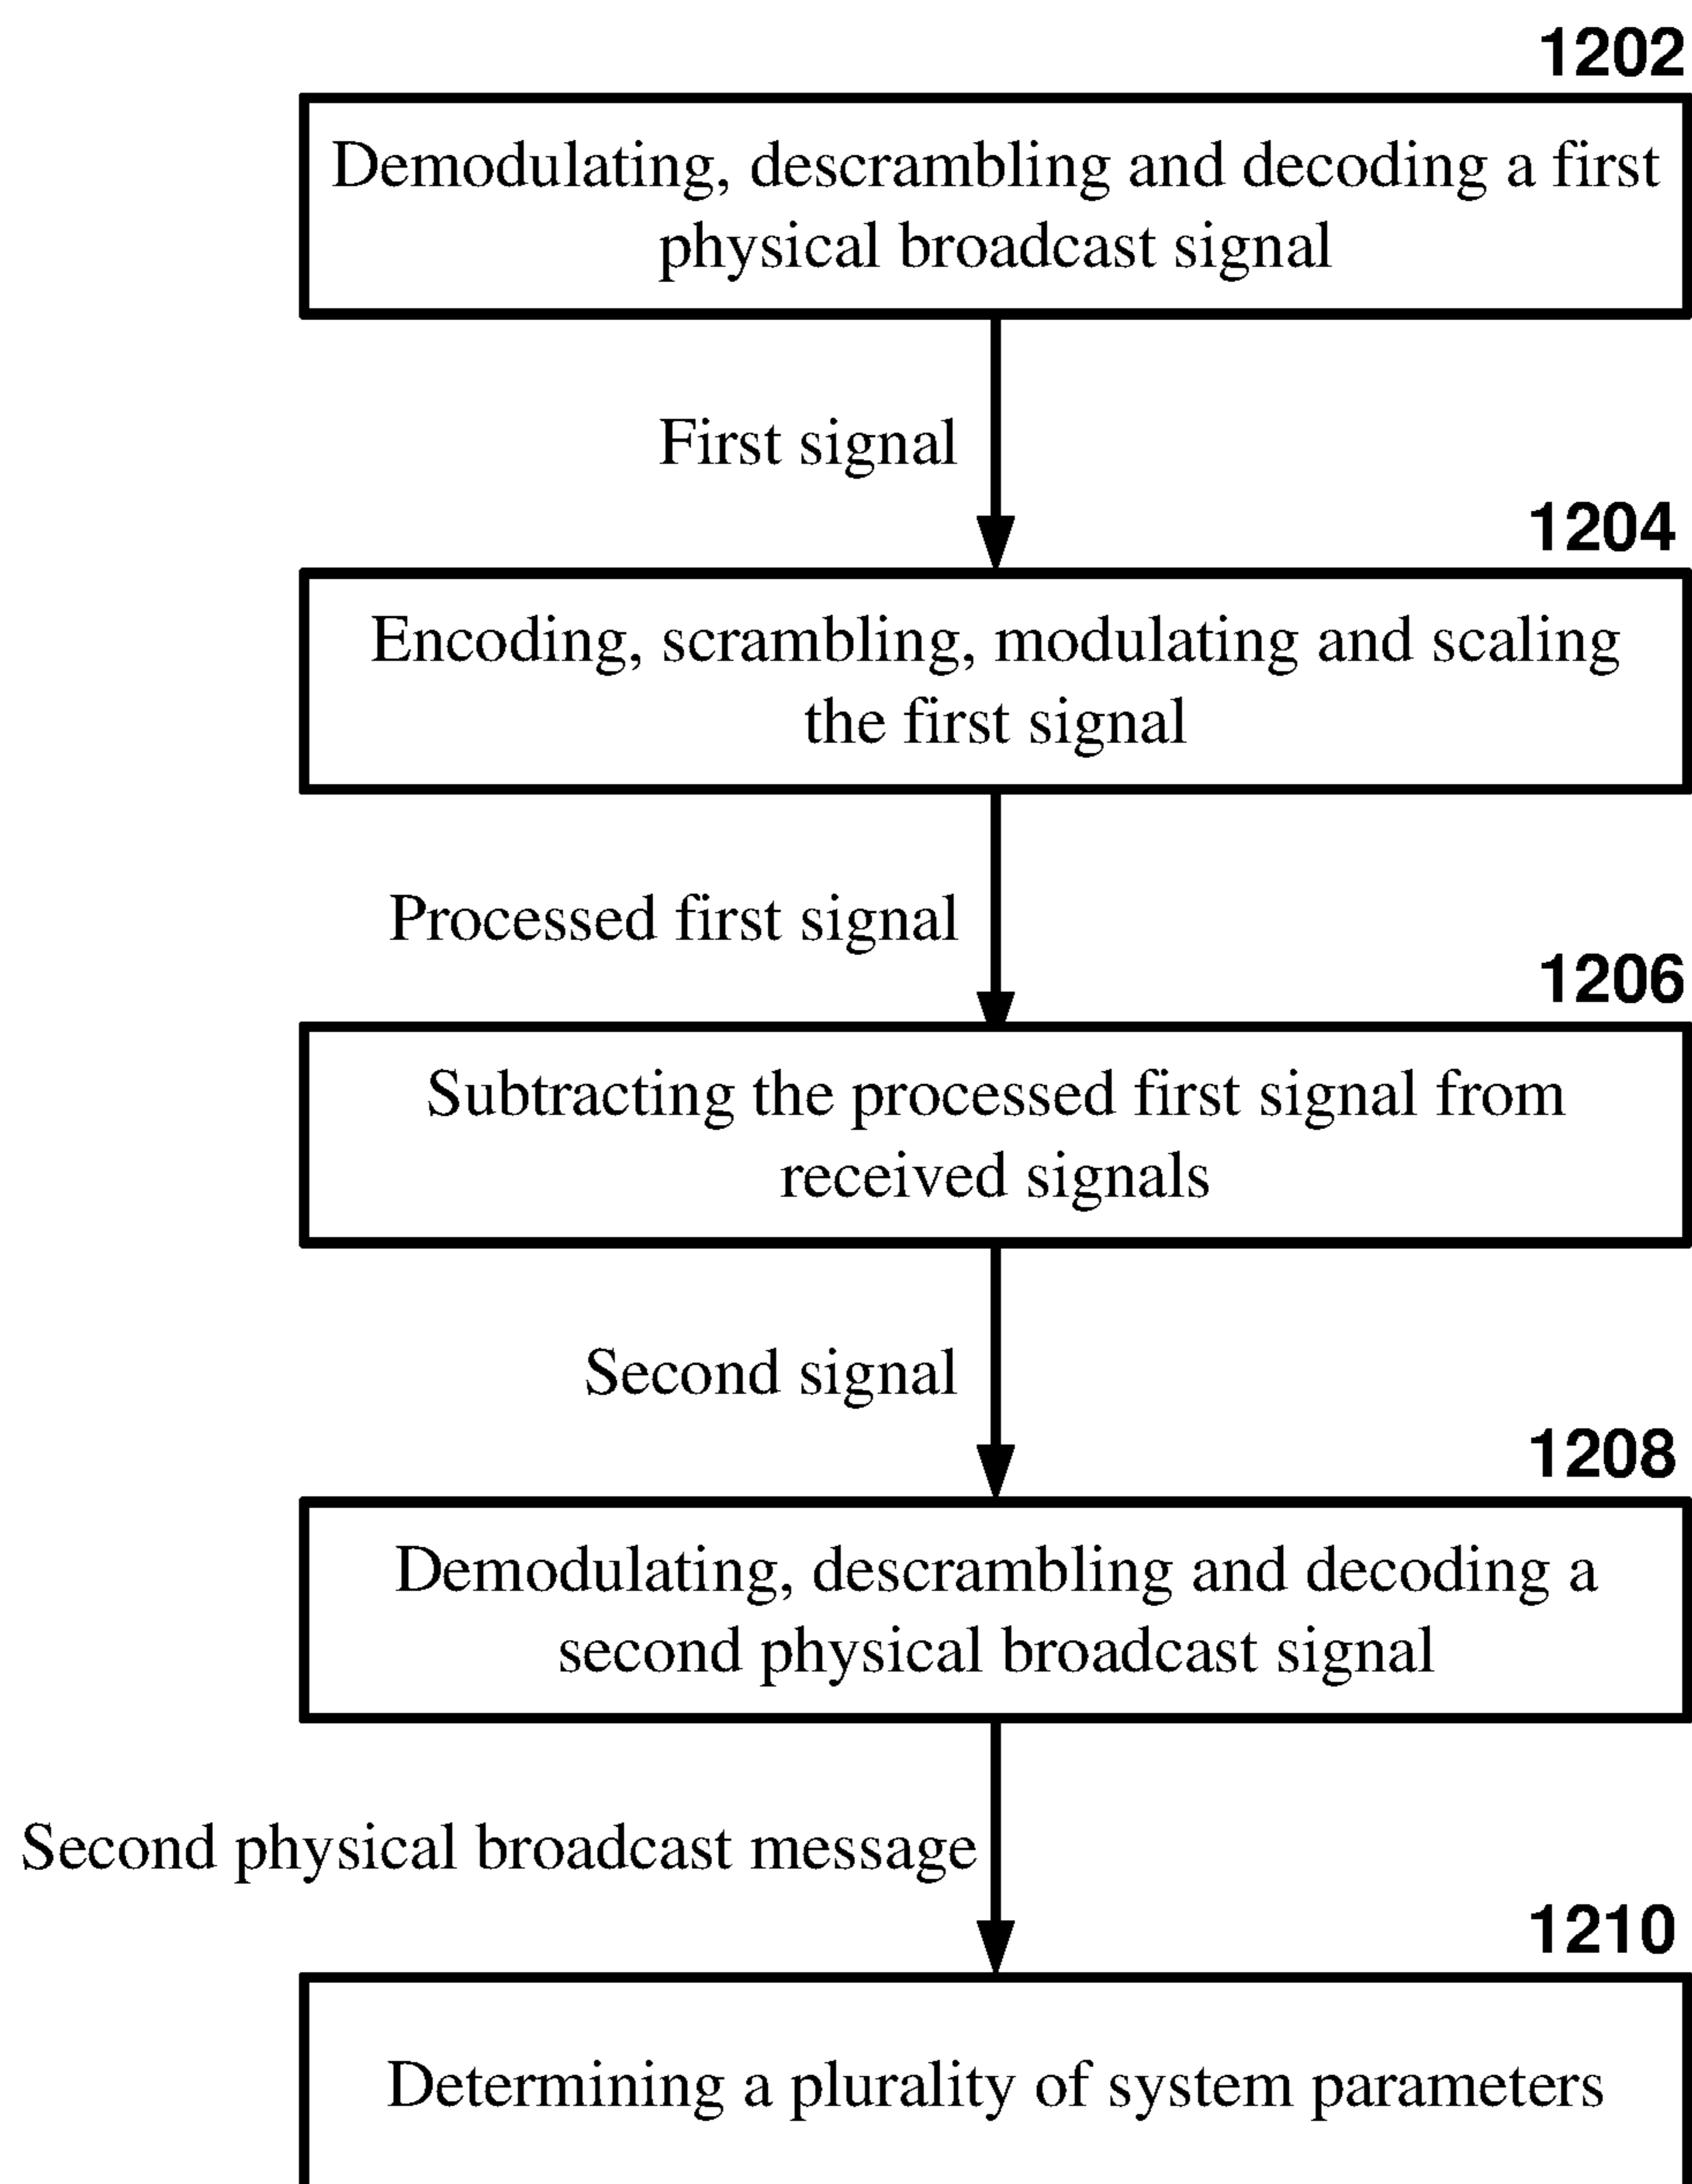 1202
Demodulating, descrambling and decoding a first
physical broadcast signal
First signal
1204
Encoding, scrambling, modulating and scaling
the first signal
Processed first signal
1206
Subtracting the processed first signal from
received signals
Second signal
1208
Demodulating, descrambling and decoding a
second physical broadcast signal
Second physical broadcast message
1210
Determining a plurality of system parameters